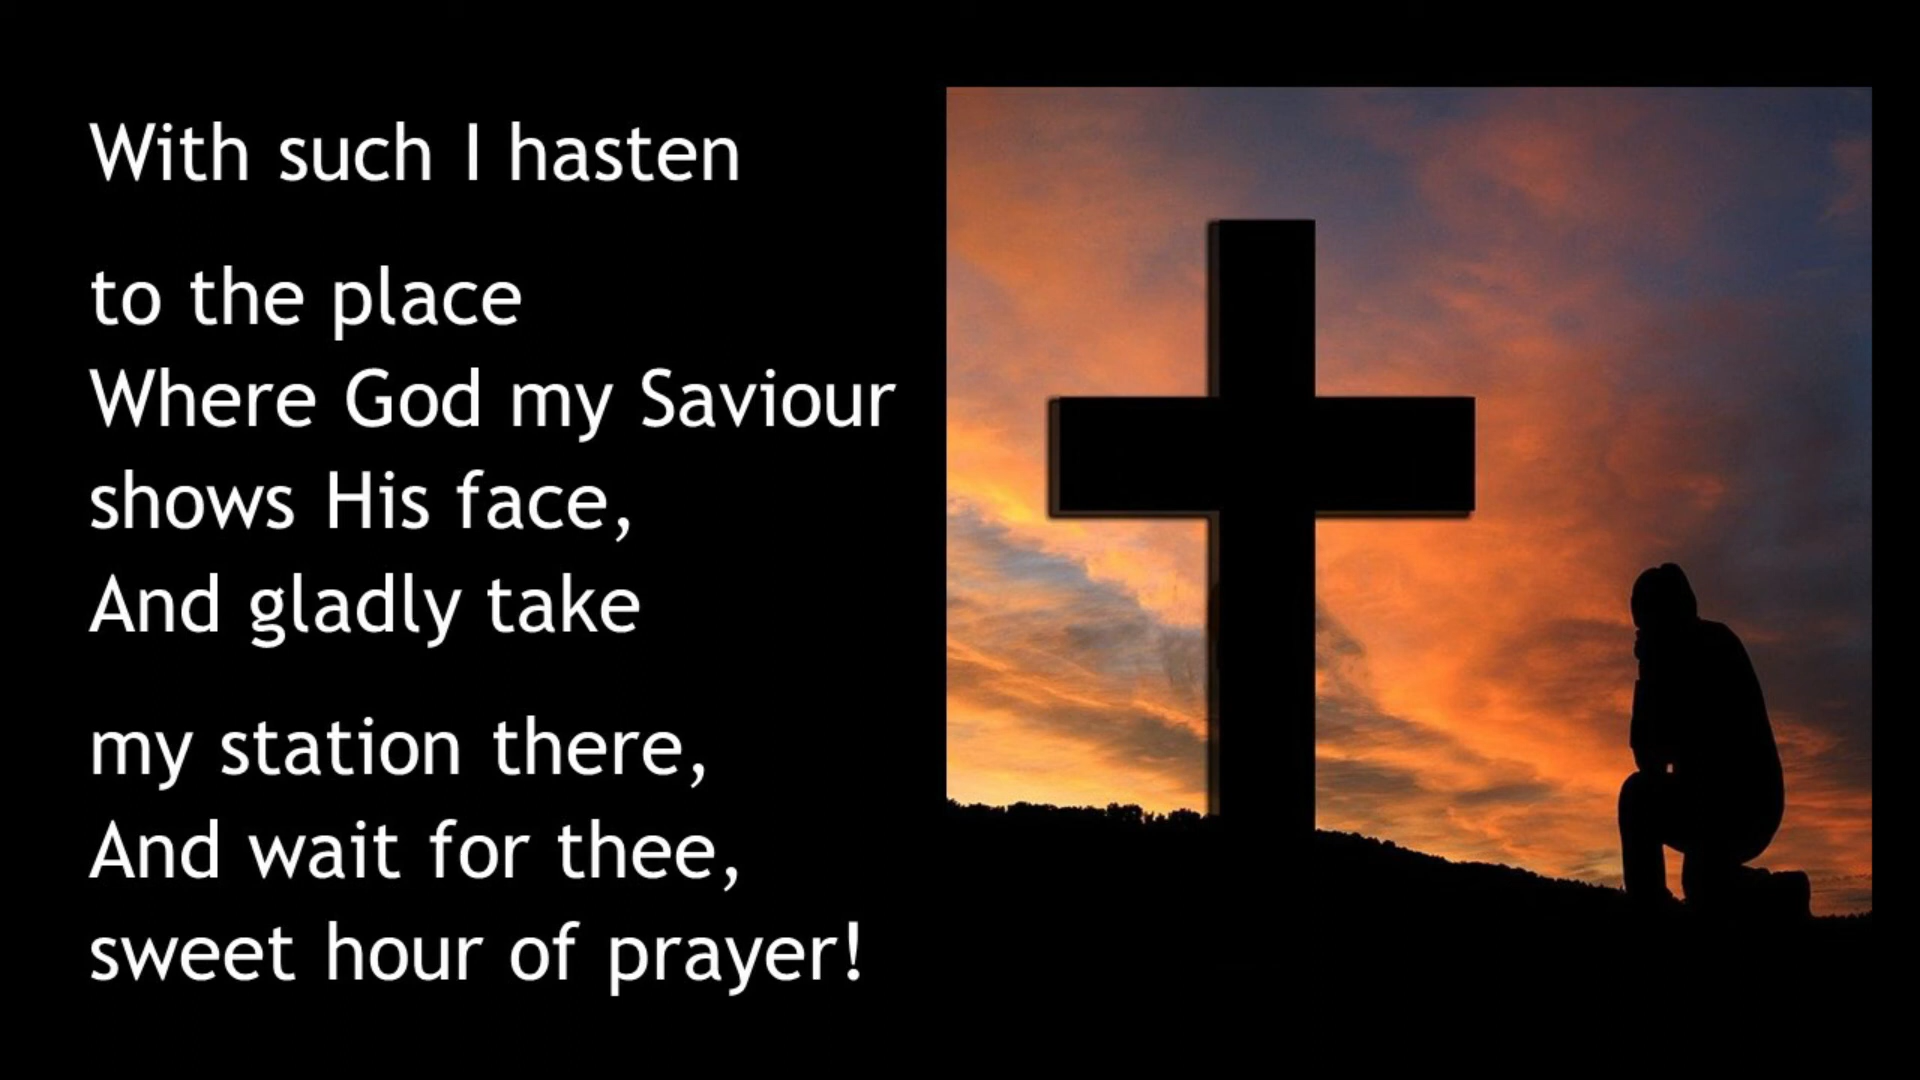 With such I hasten
to the place
Where God my Saviour
shows His face,
And gladly take
my station there,
And wait for thee,
sweet hour of prayer!